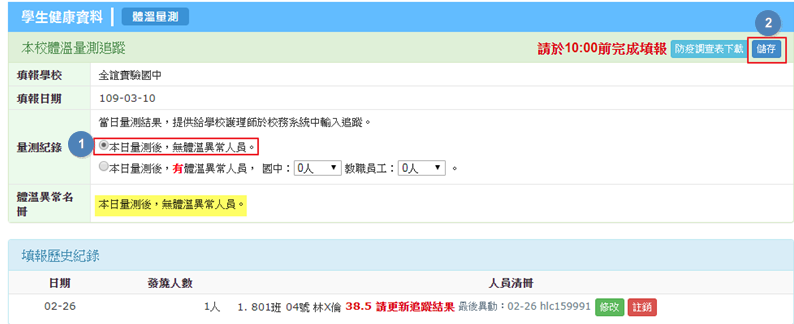 學生健康資料 體溫量測
2
本校體溫量測追蹤 請於10:00前完成填報 防疫調查表下載 儲存
填報學校 全誼實驗國中
填報日期 109-03-10
當日量測結果，提供給學校護理師於校務系統中輸入追蹤。
量測紀錄 1 本日量測後，無體溫異常人員。
本日量測後，有體溫異常人員， 國中： 0人 教職員工： 0人 。
體溫異常名冊 本日量測後，無體溫異常人員。
填報歷史紀錄
日期 發燒人數 人員清冊
02-26 1人 1. 801班 04號 林X倫 38.5 請更新追蹤結果 最後異動：02-26 hlc159991 修改 註銷